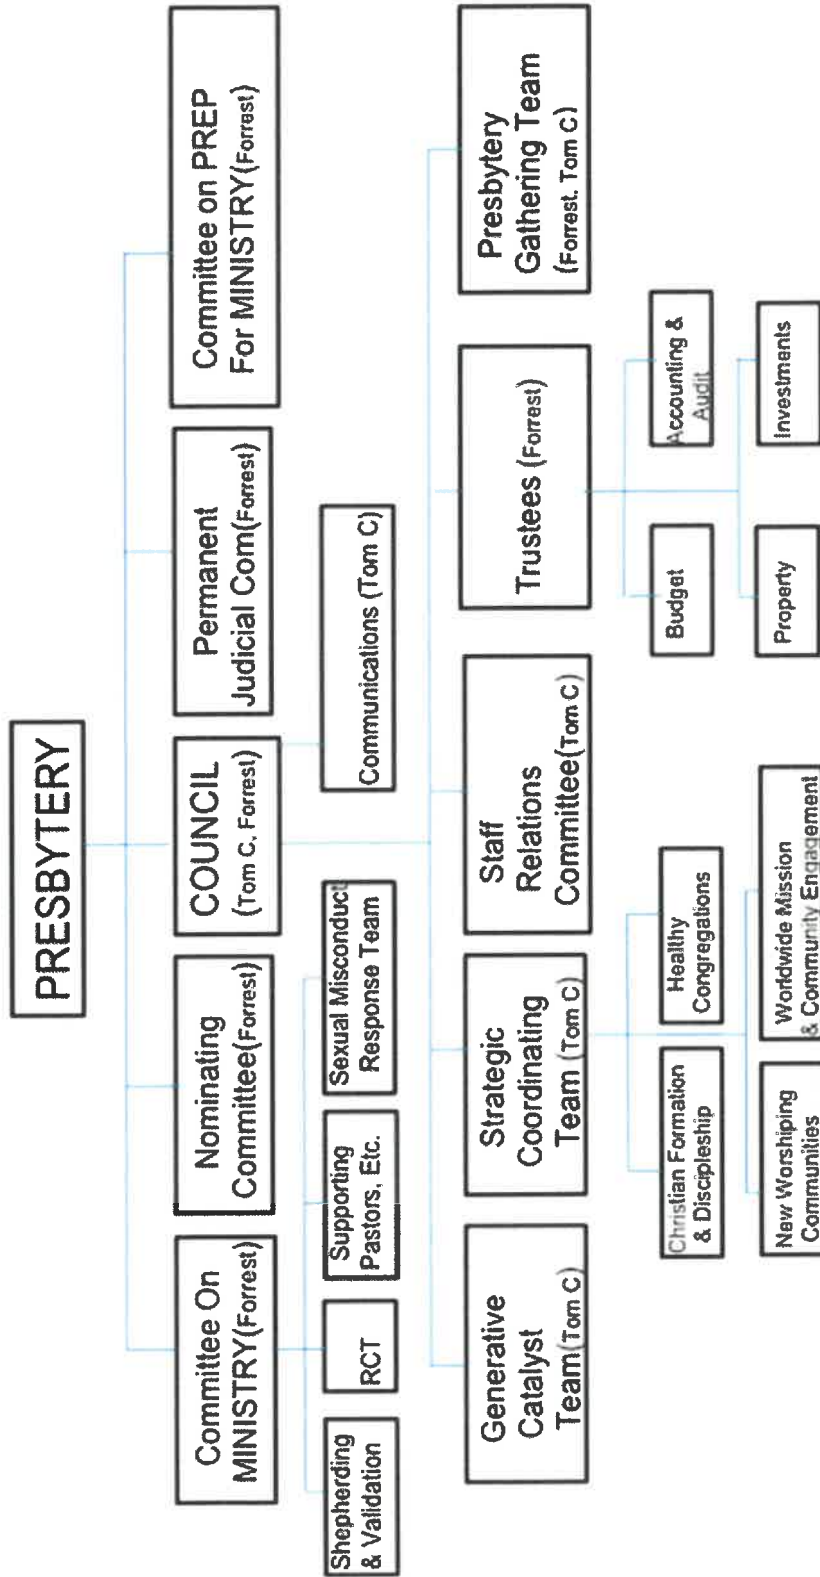 PRESBYTERY
Committee On
MINISTRY(Forrest)
Nominating
Committee(Forrest)
COUNCIL
(Tom C, Forrest)
Permanent
Judicial Com(Forrest)
Committee on PREP
For MINISTRY(Forrest)
Shepherding
& Validation
RCT
Supporting
Pastors, Etc.
Sexual Misconduct
Response Team
Communications (Tom C)
Generative
Catalyst
Team(Tom C)
Strategic
Coordinating
Team (Tom C)
Staff
Relations
Committee(Tom C)
Trustees (Forrest)
Presbytery
Gathering Team
(Forrest. Tom C)
Christian Formation
& Discipleship
Healthy
Congregations
New Worshiping
Communities
Worldwide Mission
& Community Engagement
Budget
Accounting &
Audit
Property
Investments